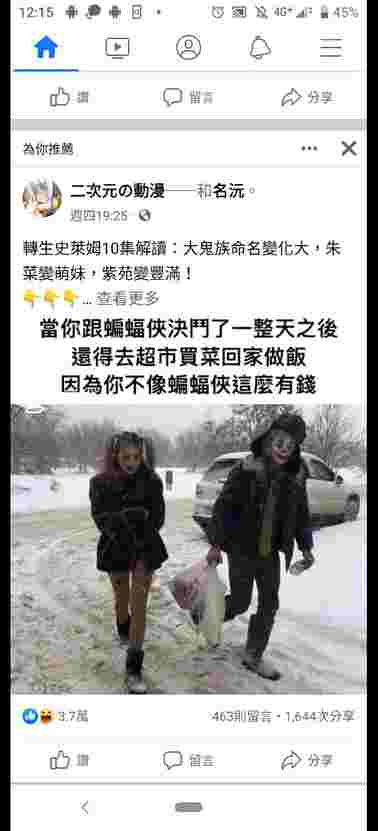 12:15
4G+
45%
讚
留言
分享
為你推薦
二次元の動漫——和名沅。
週四19:25
轉生史萊姆10集解讀：大鬼族命名變化大，朱
菜變萌妹，紫苑變豐滿！
👇👇👇... 查看更多
當你跟蝙蝠俠決鬥了一整天之後
還得去超市買菜回家做飯
因為你不像蝙蝠俠這麼有錢
3.7萬
463則留言・1,644次分享
讚
留言
分享